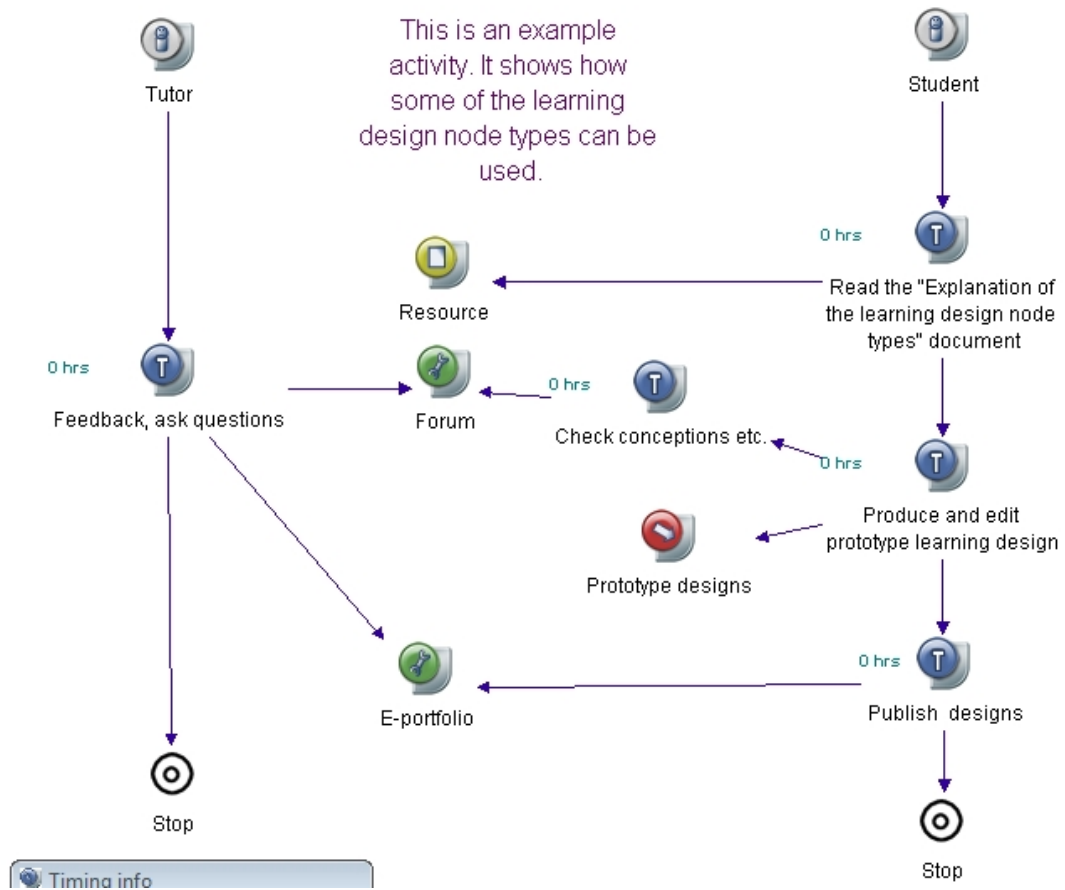 This is an example
activity. It shows how
some of the learning
design node types can be
used.
Tutor
Student
0 hrs
Resource
Read the "Explanation of
the learning design node
types" document
0 hrs
T
Feedback, ask questions
Forum
0 hrs
T
Check conceptions etc.
0 hrs
T
Produce and edit
prototype learning design
Prototype designs
E-portfolio
0 hrs
T
Publish designs
Stop
Stop
T
Timing info